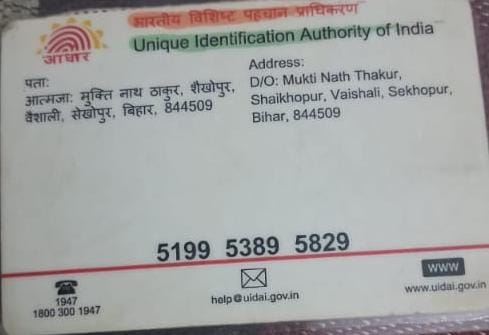 भारतीय विशिष्ट पहचान प्राधिकरण
Unique Identification Authority of India
आधार
पता:
आत्मजा: मुक्ति नाथ ठाकुर, शैखोपुर,
वैशाली, सेखोपुर, बिहार, 844509
Address:
D/O: Mukti Nath Thakur,
Shaikhopur, Vaishali, Sekhopur,
Bihar, 844509
5199 5389 5829
1947
1800 300 1947
help@uidai.gov.in
www
www.uidai.gov.in